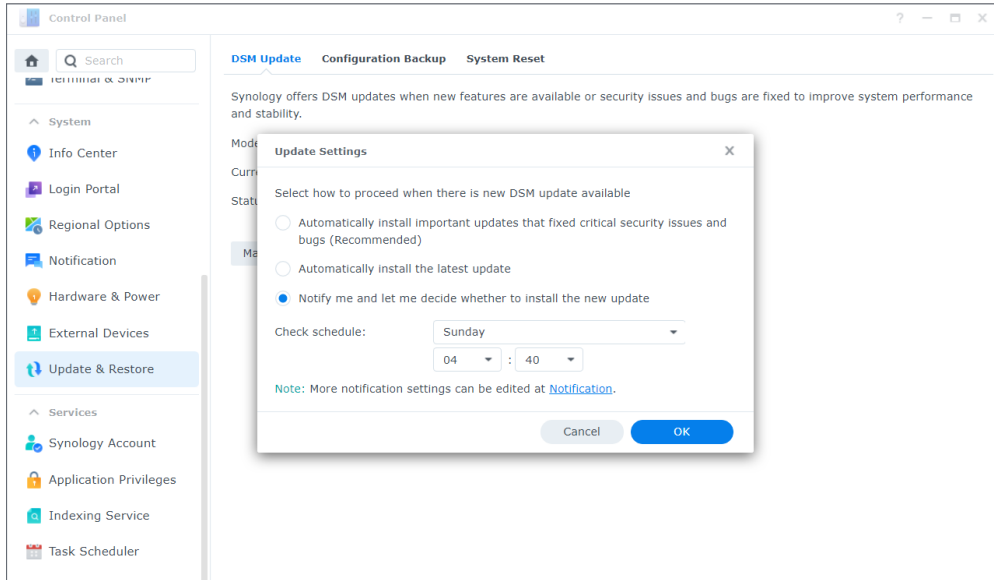 Control Panel
Search
Terminal & SNMP
System
Info Center
Login Portal
Regional Options
Notification
Hardware & Power
External Devices
Update & Restore
Services
Synology Account
Application Privileges
Indexing Service
Task Scheduler
DSM Update Configuration Backup System Reset
Synology offers DSM updates when new features are available or security issues and bugs are fixed to improve system performance
and stability.
Update Settings
Select how to proceed when there is new DSM update available
Automatically install important updates that fixed critical security issues and
bugs (Recommended)
Automatically install the latest update
Notify me and let me decide whether to install the new update
Check schedule: Sunday
04 : 40
Note: More notification settings can be edited at Notification.
Cancel OK